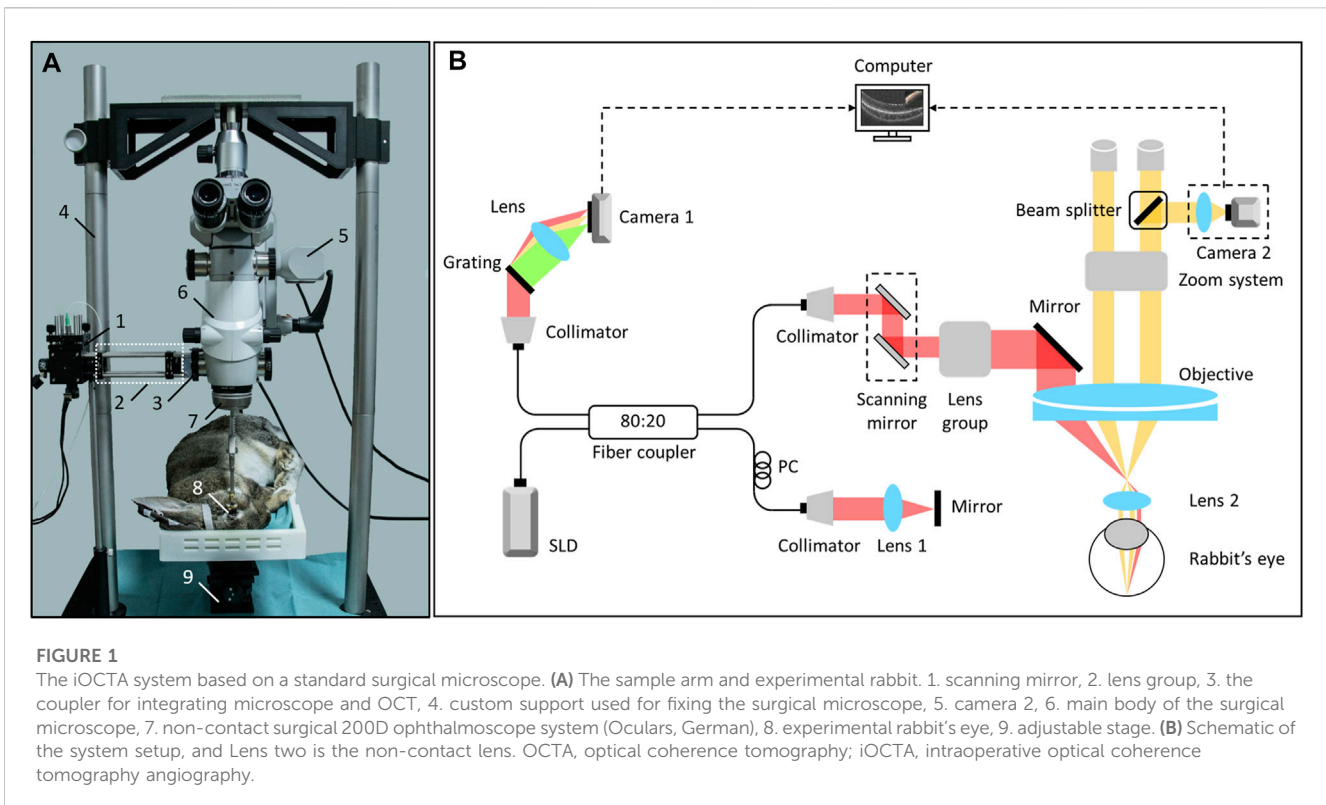 A
4
5
6
1
2
3
7
8
9
B
Computer
Lens
Camera 1
Grating
Collimator
Beam splitter
Camera 2
Zoom system
Mirror
Collimator
Objective
Scanning
mirror
Lens
group
80:20
Fiber coupler
PC
SLD
Collimator
Lens 1
Mirror
Lens 2
Rabbit's eye
FIGURE 1
The iOCTA system based on a standard surgical microscope. (A) The sample arm and experimental rabbit. 1. scanning mirror, 2. lens group, 3. the
coupler for integrating microscope and OCT, 4. custom support used for fixing the surgical microscope, 5. camera 2, 6. main body of the surgical
microscope, 7. non-contact surgical 200D ophthalmoscope system (Oculars, German), 8. experimental rabbit's eye, 9. adjustable stage. (B) Schematic of
the system setup, and Lens two is the non-contact lens. OCTA, optical coherence tomography; iOCTA, intraoperative optical coherence
tomography angiography.